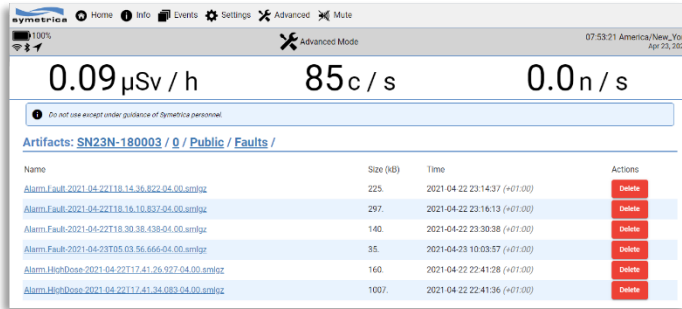 symetrica Home Info Events Settings Advanced Mute
100%
Advanced Mode
07:53:21 America/New_Yo
Apr 23, 202
0.09 µSv / h 85 c / s 0.0 n / s
Do not use except under guidance of Symetrica personnel.
Artifacts: SN23N-180003 / 0 / Public / Faults /
Name Size (kB) Time Actions
Alarm.Fault-2021-04-22T18.14.36.822-04.00.smlgz 225. 2021-04-22 23:14:37 (+01:00) Delete
Alarm.Fault-2021-04-22T18.16.10.837-04.00.smlgz 297. 2021-04-22 23:16:13 (+01:00) Delete
Alarm.Fault-2021-04-22T18.30.38.438-04.00.smlgz 140. 2021-04-22 23:30:38 (+01:00) Delete
Alarm.Fault-2021-04-23T05.03.56.666-04.00.smlgz 35. 2021-04-23 10:03:57 (+01:00) Delete
Alarm.HighDose-2021-04-22T17.41.26.927-04.00.smlgz 160. 2021-04-22 22:41:28 (+01:00) Delete
Alarm.HighDose-2021-04-22T17.41.34.083-04.00.smlgz 1007. 2021-04-22 22:41:36 (+01:00) Delete